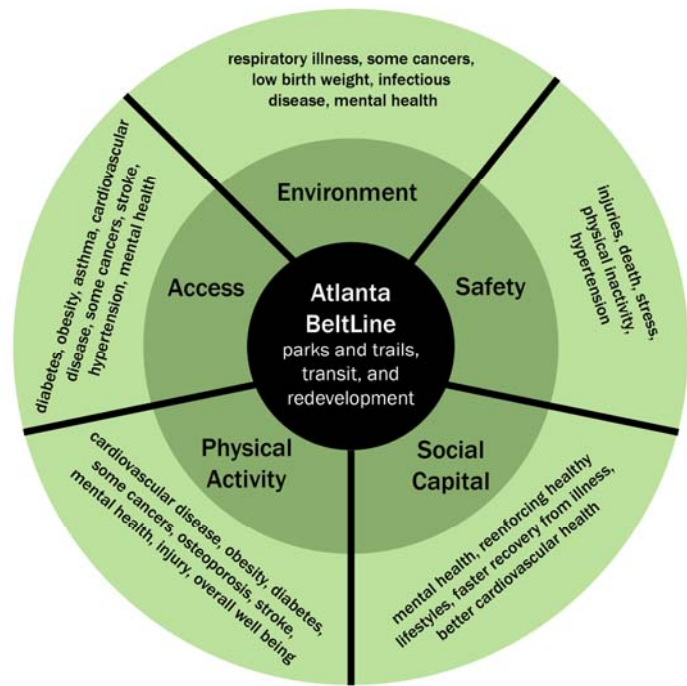 respiratory illness, some cancers,
low birth weight, infectious
disease, mental health
Environment
injuries, death, stress,
physical inactivity,
hypertension
Safety
mental health, reenforcing healthy
lifestyles, faster recovery from illness,
better cardiovascular health
Social
Capital
cardiovascular disease, obesity, diabetes,
some cancers, osteoporosis, stroke,
mental health, injury, overall well being
Physical
Activity
diabetes, obesity, asthma, cardiovascular
disease, some cancers, stroke,
hypertension, mental health
Access
Atlanta
BeltLine
parks and trails,
transit, and
redevelopment